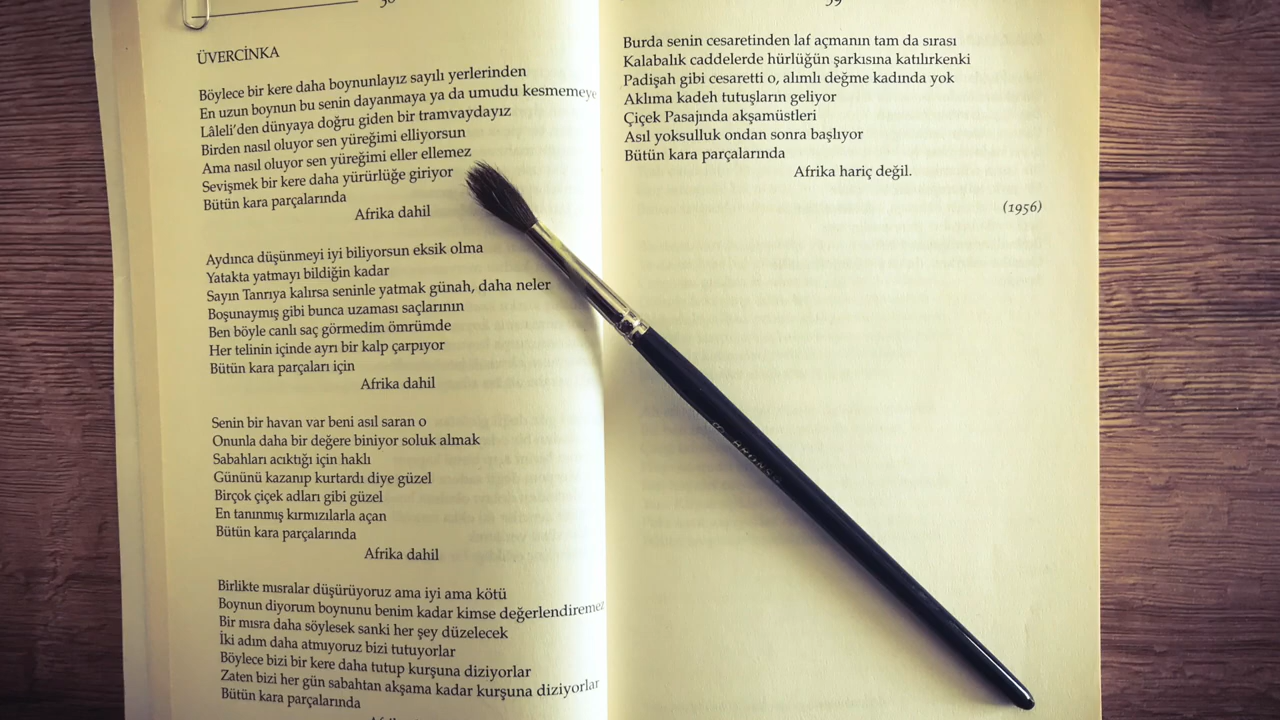 ÜVERCİNKA
Böylece bir kere daha boynunlayız sayılı yerlerinden
En uzun boynun bu senin dayanmaya ya da umudu kesmemeye
Lâleli'den dünyaya doğru giden bir tramvaydayız
Birden nasıl oluyor sen yüreğimi elliyorsun
Ama nasıl oluyor sen yüreğimi eller ellemez
Sevişmek bir kere daha yürürlüğe giriyor
Bütün kara parçalarında
Afrika dahil
Aydınca düşünmeyi iyi biliyorsun eksik olma
Yatakta yatmayı bildiğin kadar
Sayın Tanrıya kalırsa seninle yatmak günah, daha neler
Boşunaymış gibi bunca uzaması saçlarının
Ben böyle canlı saç görmedim ömrümde
Her telinin içinde ayrı bir kalp çarpıyor
Bütün kara parçaları için
Afrika dahil
Senin bir havan var beni asıl saran o
Onunla daha bir değere biniyor soluk almak
Sabahları acıktığı için haklı
Gününü kazanıp kurtardı diye güzel
Birçok çiçek adları gibi güzel
En tanınmış kırmızılarla açan
Bütün kara parçalarında
Afrika dahil
Birlikte mısralar düşürüyoruz ama iyi ama kötü
Boynun diyorum boynunu benim kadar kimse değerlendiremez
Bir mısra daha söylesek sanki her şey düzelecek
İki adım daha atmıyoruz bizi tutuyorlar
Böylece bizi bir kere daha tutup kurşuna diziyorlar
Zaten bizi her gün sabahtan akşama kadar kurşuna diziyorlar
Bütün kara parçalarında
59
Burda senin cesaretinden laf açmanın tam da sırası
Kalabalık caddelerde hürlüğün şarkısına katılırkenki
Padişah gibi cesaretti o, alımlı değme kadında yok
Aklıma kadeh tutuşların geliyor
Çiçek Pasajında akşamüstleri
Asıl yoksulluk ondan sonra başlıyor
Bütün kara parçalarında
Afrika hariç değil.
(1956)